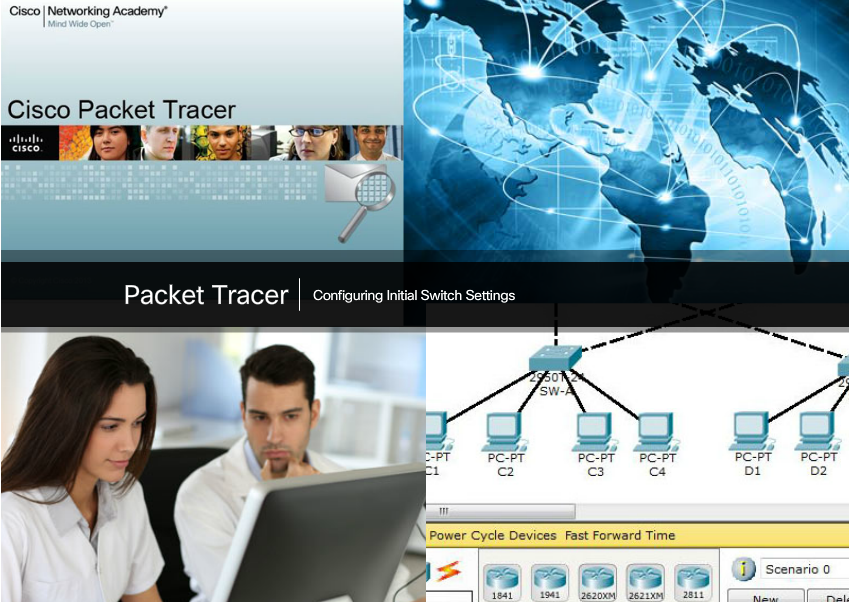 Cisco Networking Academy®
Mind Wide Open™
Cisco Packet Tracer
CISCO
Packet Tracer
Configuring Initial Switch Settings
2950T-24
SW-A
29
C-PT
C1
PC-PT
C2
PC-PT
C3
PC-PT
C4
PC-PT
D1
PC-PT
D2
Power Cycle Devices Fast Forward Time
1841
1941
2620XM
2621XM
2811
Scenario 0
New
Dele